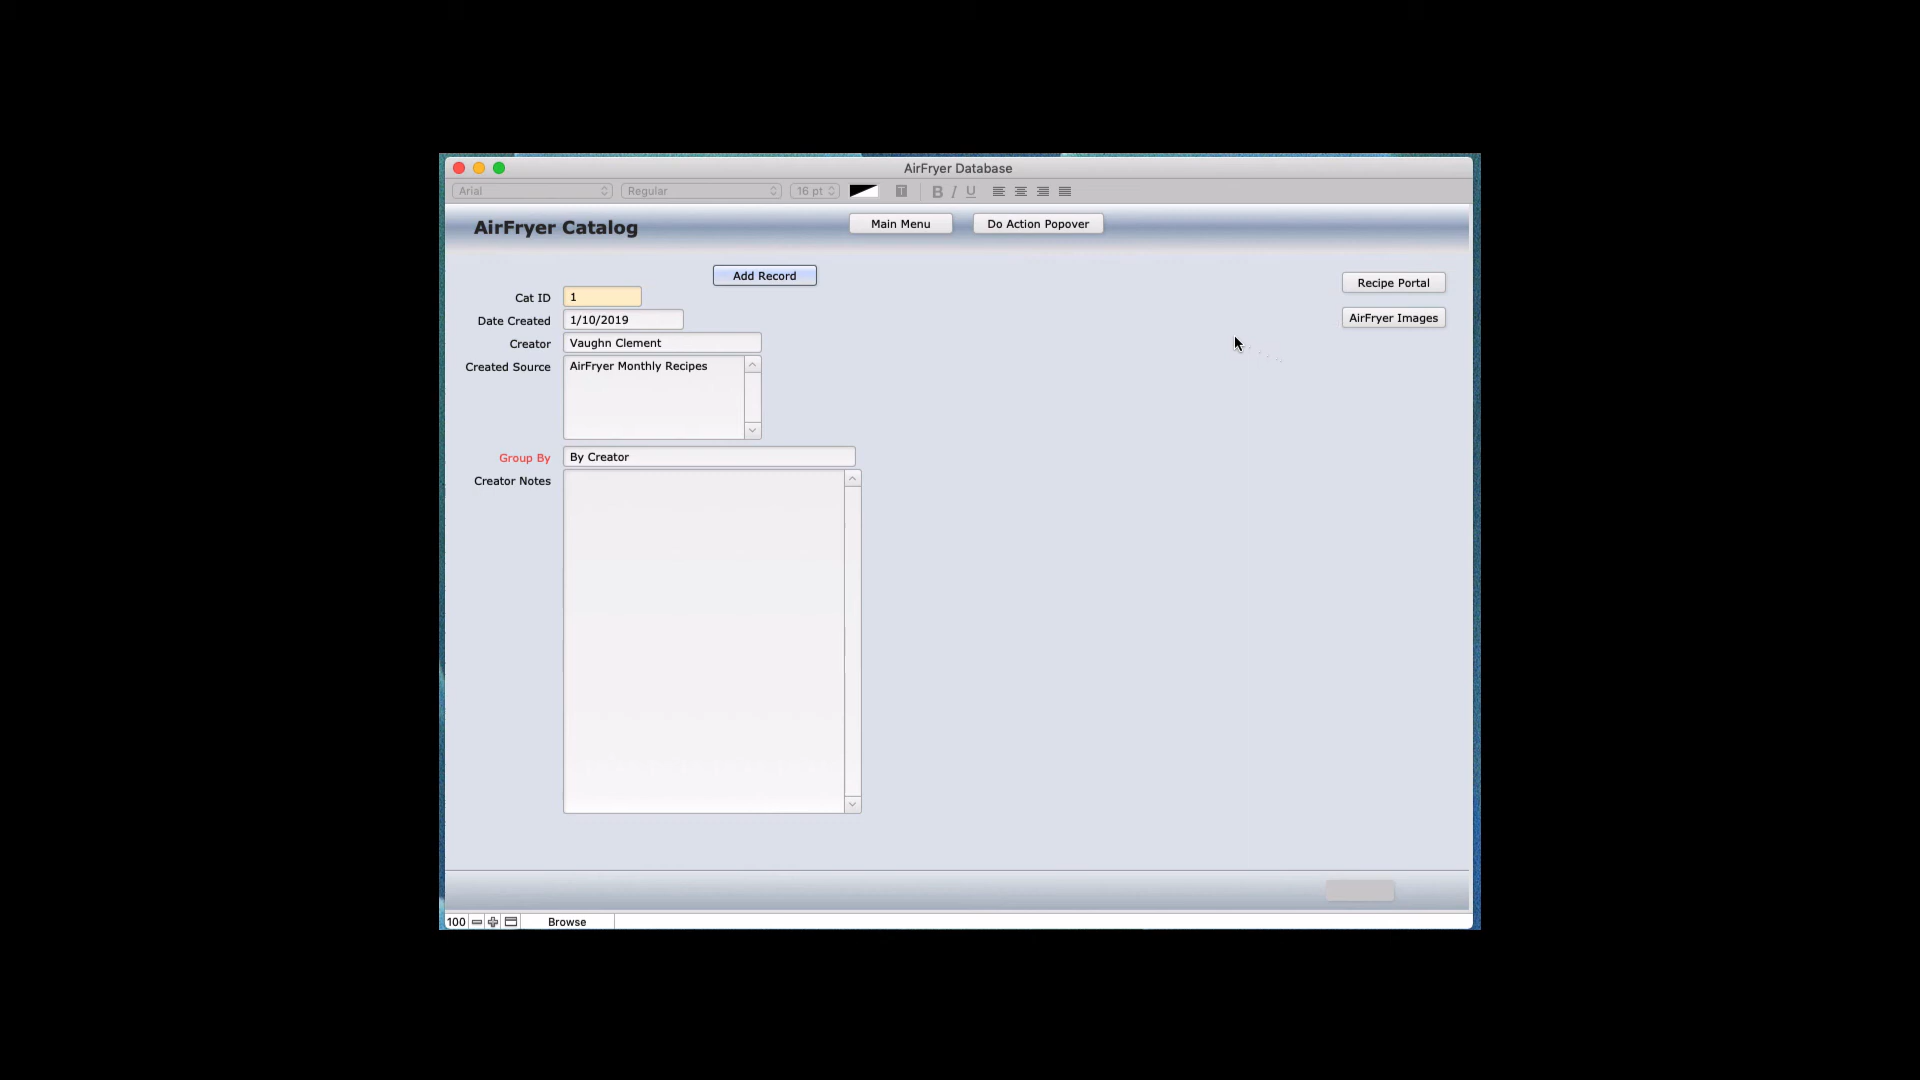 AirFryer Database
Arial Regular 16 pt B I U
AirFryer Catalog
Main Menu Do Action Popover
Add Record
Recipe Portal
Cat ID 1
AirFryer Images
Date Created 1/10/2019
Creator Vaughn Clement
Created Source AirFryer Monthly Recipes
Group By By Creator
Creator Notes
100 Browse